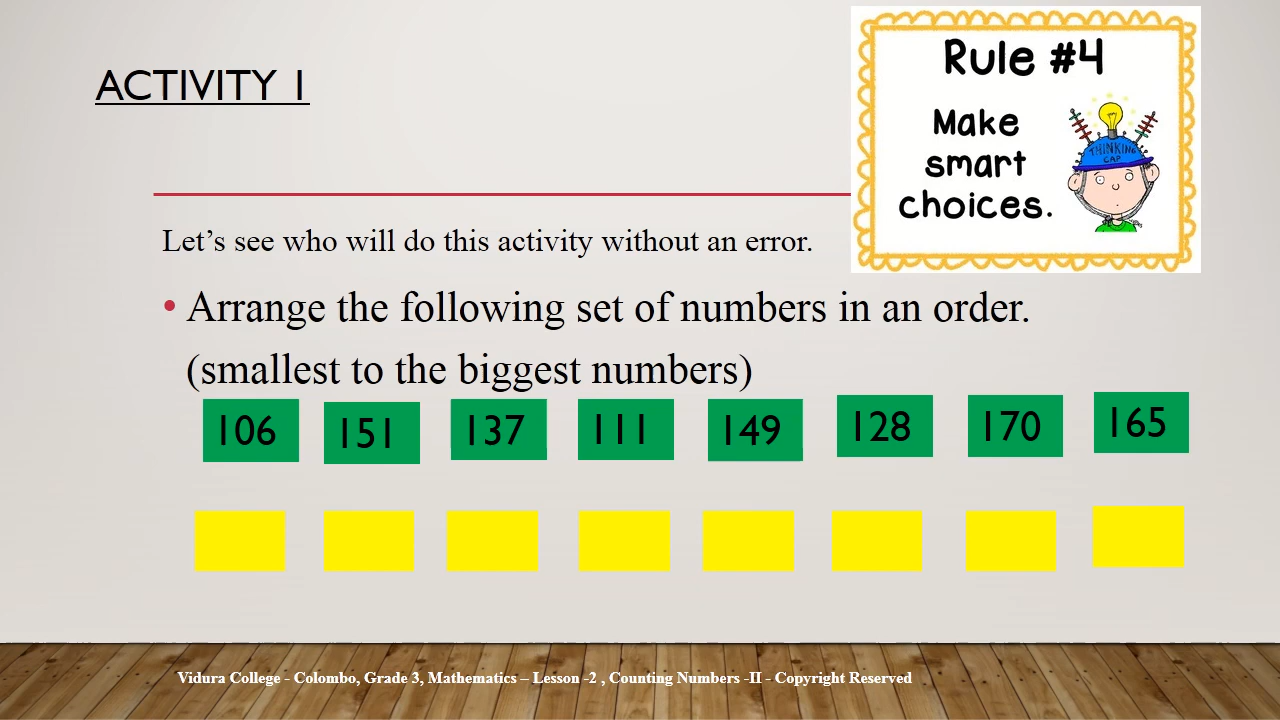 ACTIVITY 1
Rule #4
Make
smart
choices.
THINKING
CAP
Let’s see who will do this activity without an error.
• Arrange the following set of numbers in an order.
(smallest to the biggest numbers)
106 151 137 111 149 128 170 165
Vidura College - Colombo, Grade 3, Mathematics – Lesson -2 , Counting Numbers -II - Copyright Reserved